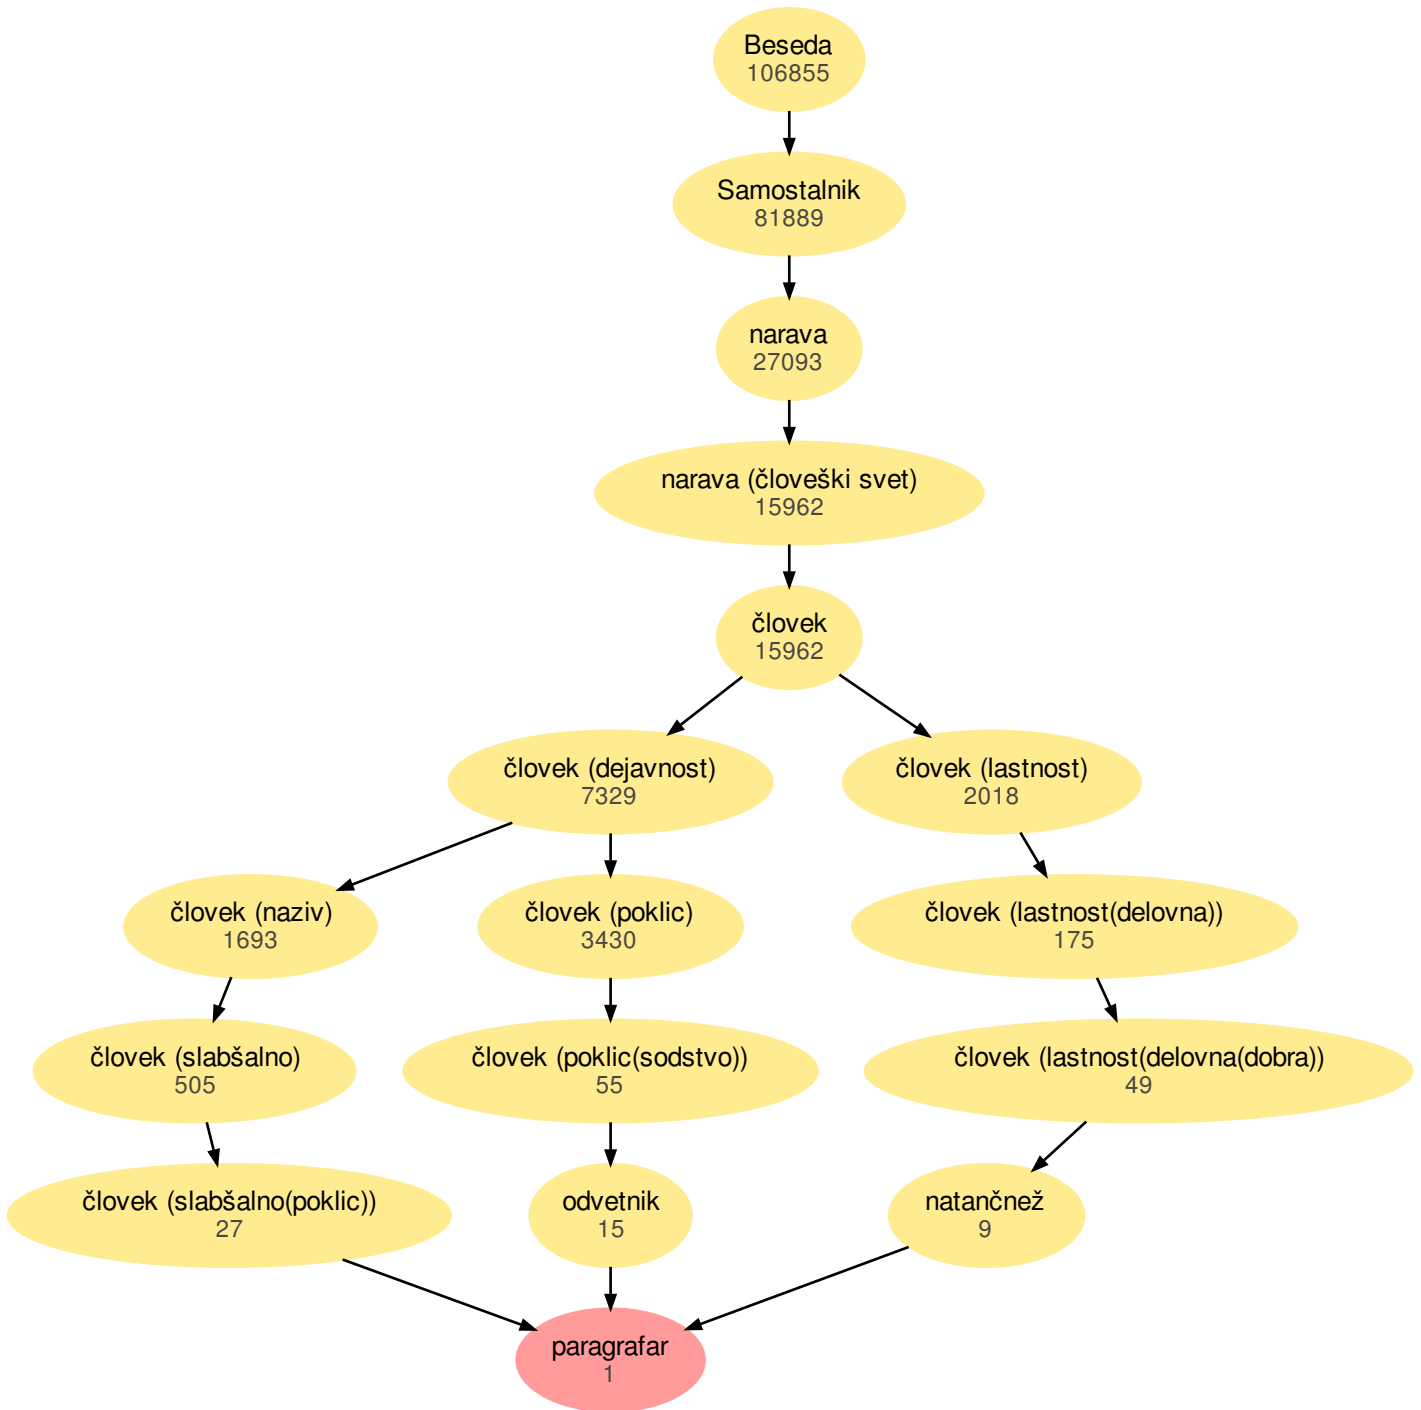 Beseda
106855
Samostalnik
81889
narava
27093
narava (človeški svet)
15962
človek
15962
človek (dejavnost)
7329
človek (lastnost)
2018
človek (naziv)
1693
človek (poklic)
3430
človek (lastnost(delovna))
175
človek (slabšalno)
505
človek (poklic(sodstvo))
55
človek (lastnost(delovna(dobra))
49
človek (slabšalno(poklic))
27
odvetnik
15
natančnež
9
paragrafar
1